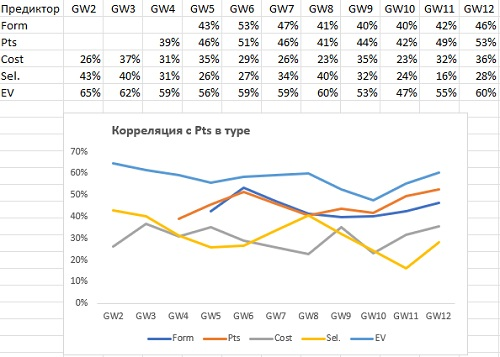 Предиктор GW2 GW3 GW4 GW5 GW6 GW7 GW8 GW9 GW10 GW11 GW12
Form 43% 53% 47% 41% 40% 40% 42% 46%
Pts 39% 46% 51% 46% 41% 44% 42% 49% 53%
Cost 26% 37% 31% 35% 29% 26% 23% 35% 23% 32% 36%
Sel. 43% 40% 31% 26% 27% 34% 40% 32% 24% 16% 28%
EV 65% 62% 59% 56% 59% 59% 60% 53% 47% 55% 60%
Корреляция с Pts в туре
70%
60%
50%
40%
30%
20%
10%
0%
GW2 GW3 GW4 GW5 GW6 GW7 GW8 GW9 GW10 GW11 GW12
Form Pts Cost Sel. EV